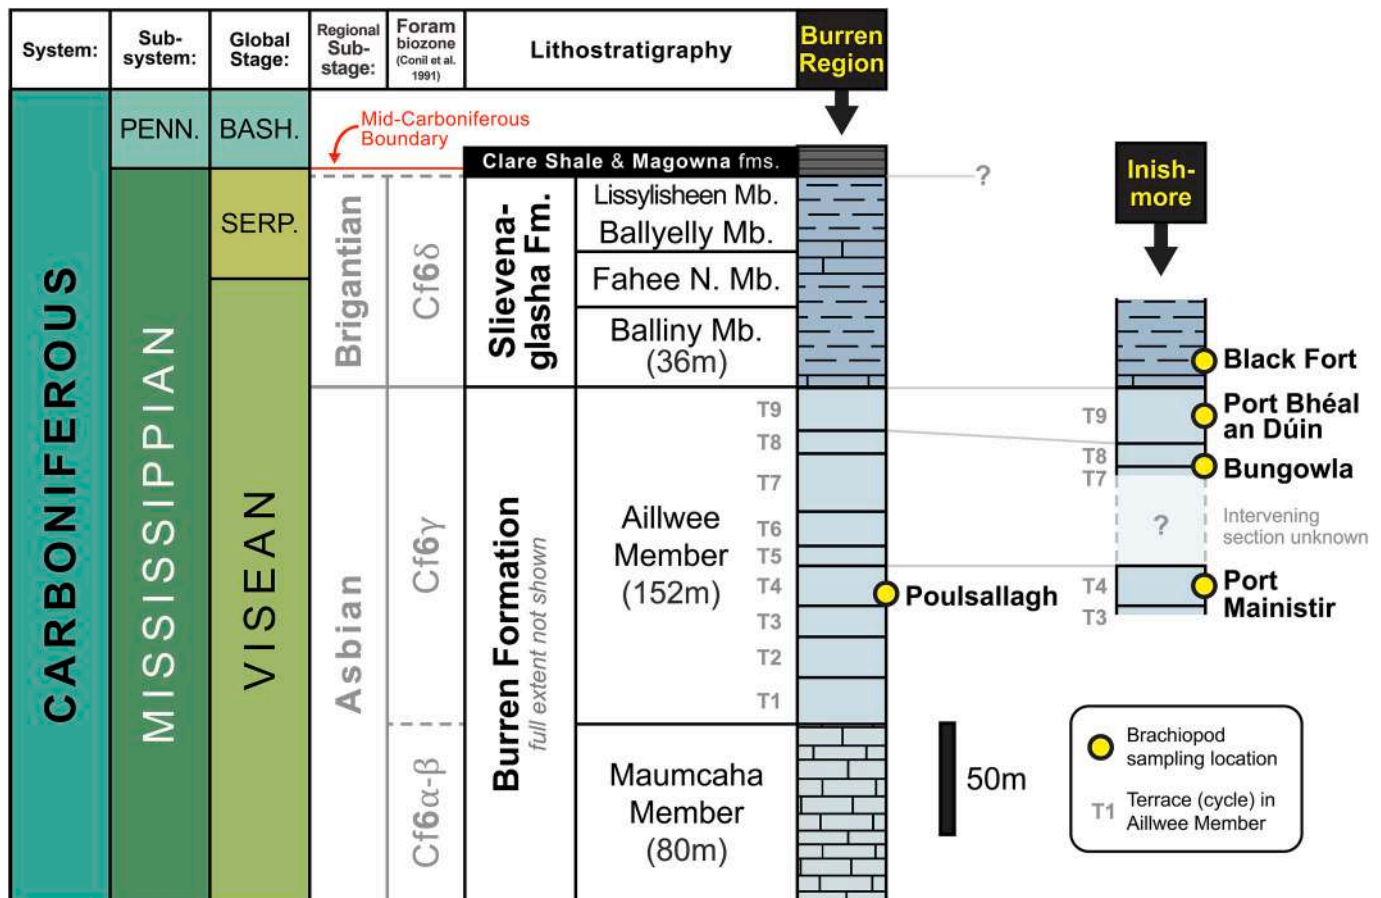 System:
Sub-
system:
Global
Stage:
Regional
Sub-
stage:
Foram
biozone
(Conil et al.
1991)
Lithostratigraphy
Burren
Region
PENN.
BASH.
Mid-Carboniferous
Boundary
Clare Shale & Magowna fms.
?
Inish-
more
CARBONIFEROUS
MISSISSIPPIAN
SERP.
VISEAN
Brigantian
Asbian
Cf6δ
Cf6γ
Cf6α-β
Slievena-
glasha Fm.
Lissylisheen Mb.
Ballyelly Mb.
Fahee N. Mb.
Balliny Mb.
(36m)
Burren Formation
full extent not shown
Aillwee
Member
(152m)
Maumcaha
Member
(80m)
T9
T8
T7
T6
T5
T4
T3
T2
T1
Poulsallagh
Black Fort
T9
Port Bhéal
an Dúin
T8
Bungowla
T7
?
Intervening
section unknown
T4
Port
Mainistir
T3
50m
Brachiopod
sampling location
T1 Terrace (cycle) in
Aillwee Member